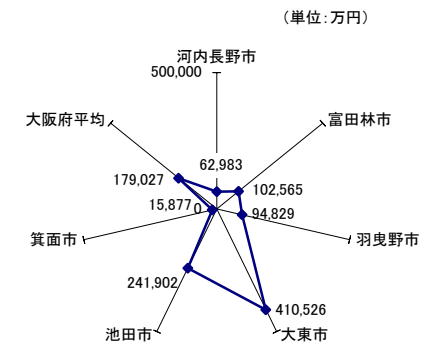 （単位：万円）
河内長野市
500,000
大阪府平均
富田林市
62,983
179,027
102,565
15,877
0
94,829
箕面市
羽曳野市
241,902
410,526
池田市
大東市